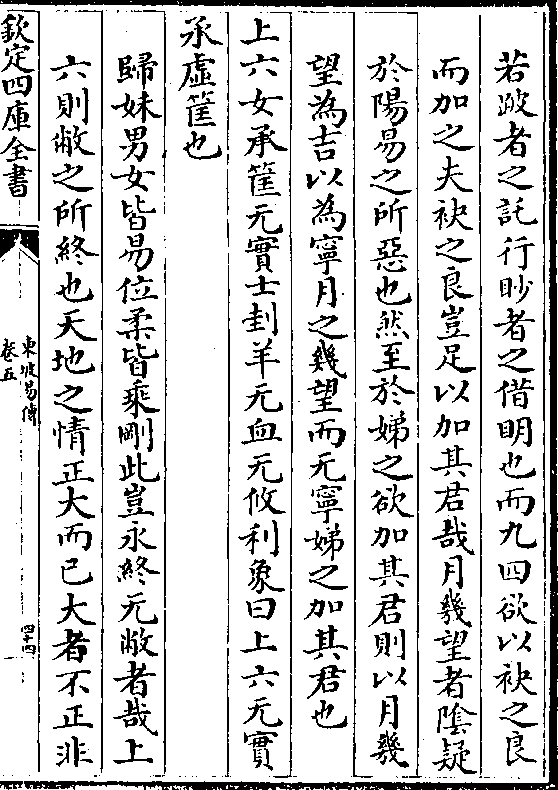 若跛者之託行眇者之借明也而九四欲以袂之良
而加之夫袂之良豈足以加其君哉月幾望者陰疑
於陽易之所惡也然至於娣之欲加其君則以月幾
望為吉以為寧月之幾望而无寧娣之加其君也
上六女承筐无實士刲羊无血无攸利象曰上六无實
承虛筐也
歸妹男女皆易位柔皆乘剛此豈永終无敝者哉上
六則敝之所終也天地之情正大而已大者不正非
欽定四庫全書
東坡易傳
卷五
四十四